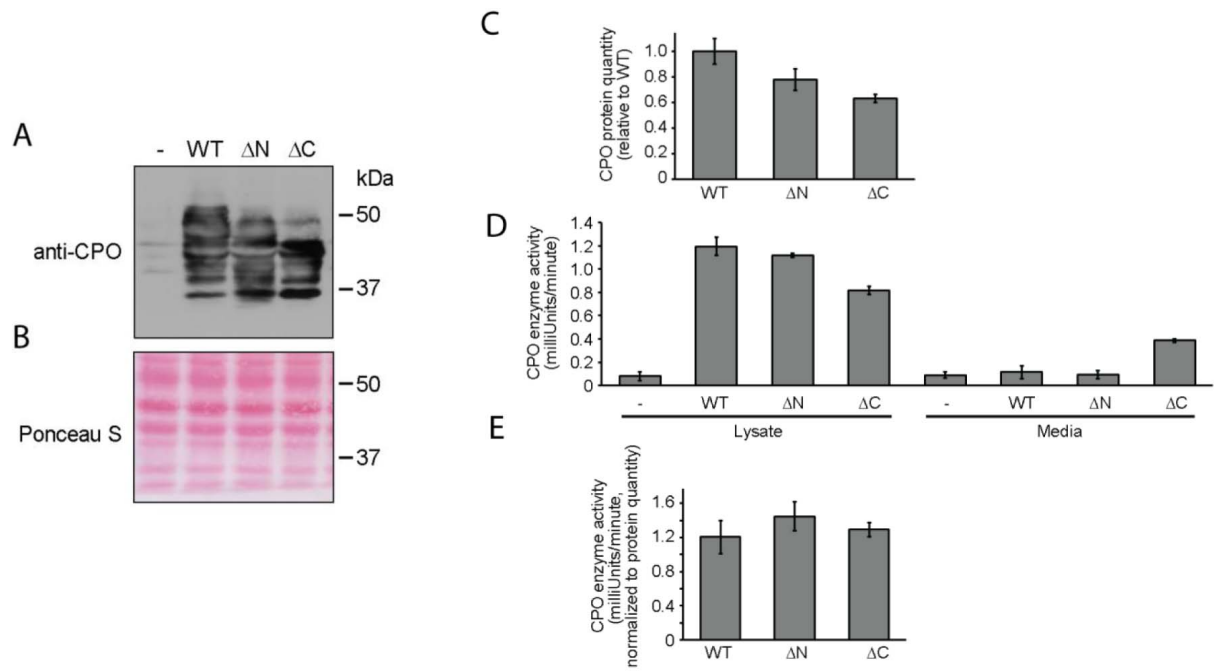 A
- WT ΔN ΔC
kDa
anti-CPO
50
37
B
Ponceau S
50
37
C
CPO protein quantity
(relative to WT)
1.0
0.8
0.6
0.4
0.2
0
WT ΔN ΔC
D
CPO enzyme activity
(milliUnits/minute)
1.4
1.2
1.0
0.8
0.6
0.4
0.2
0
- WT ΔN ΔC - WT ΔN ΔC
Lysate Media
E
CPO enzyme activity
(milliUnits/minute,
normalized to protein quantity)
1.6
1.2
0.8
0.4
0
WT ΔN ΔC